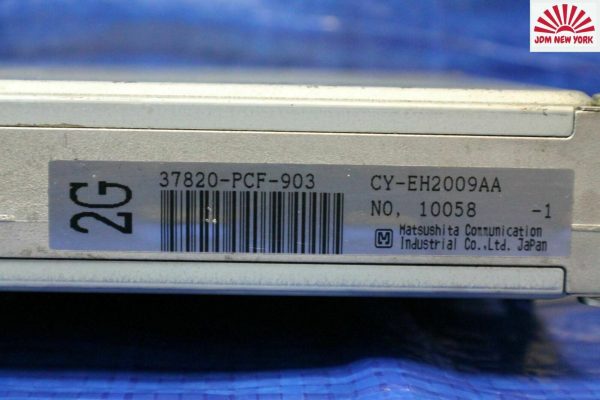 JDM NEW YORK
2G
37820-PCF-903
CY-EH2009AA
NO, 10058 -1
M Matsushita Communication
Industrial Co.,Ltd. JaPan